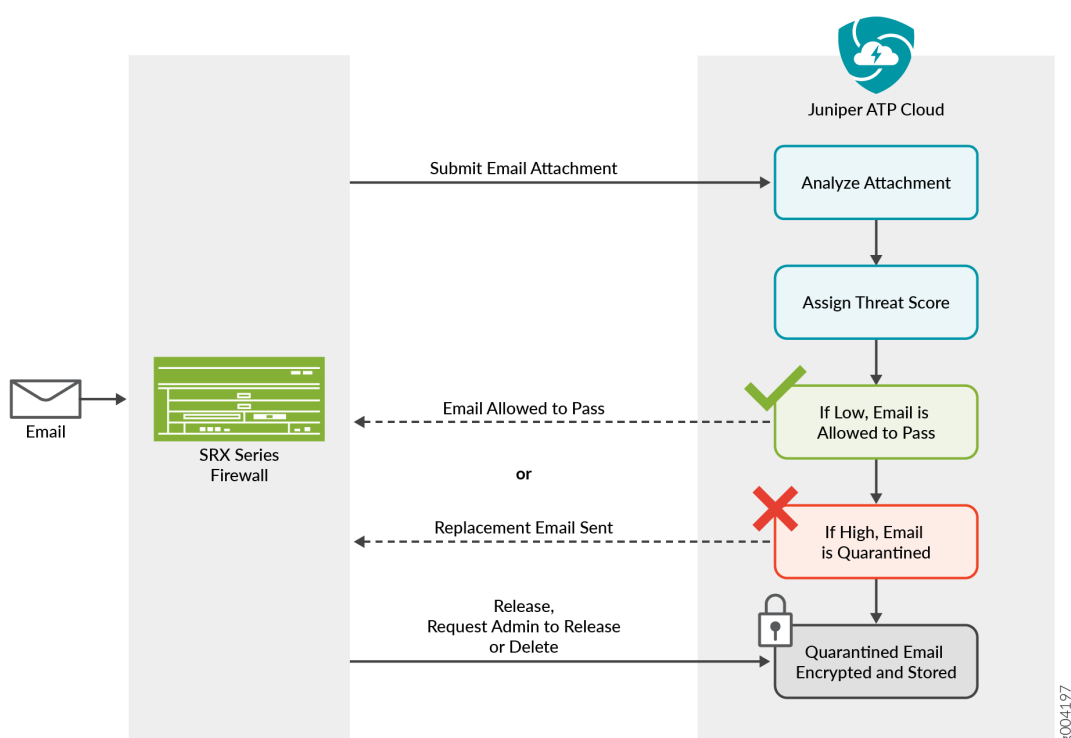 Juniper ATP Cloud
Submit Email Attachment
Analyze Attachment
Assign Threat Score
Email
SRX Series
Firewall
Email Allowed to Pass
If Low, Email is
Allowed to Pass
or
Replacement Email Sent
If High, Email
is Quarantined
Release,
Request Admin to Release
or Delete
Quarantined Email
Encrypted and Stored